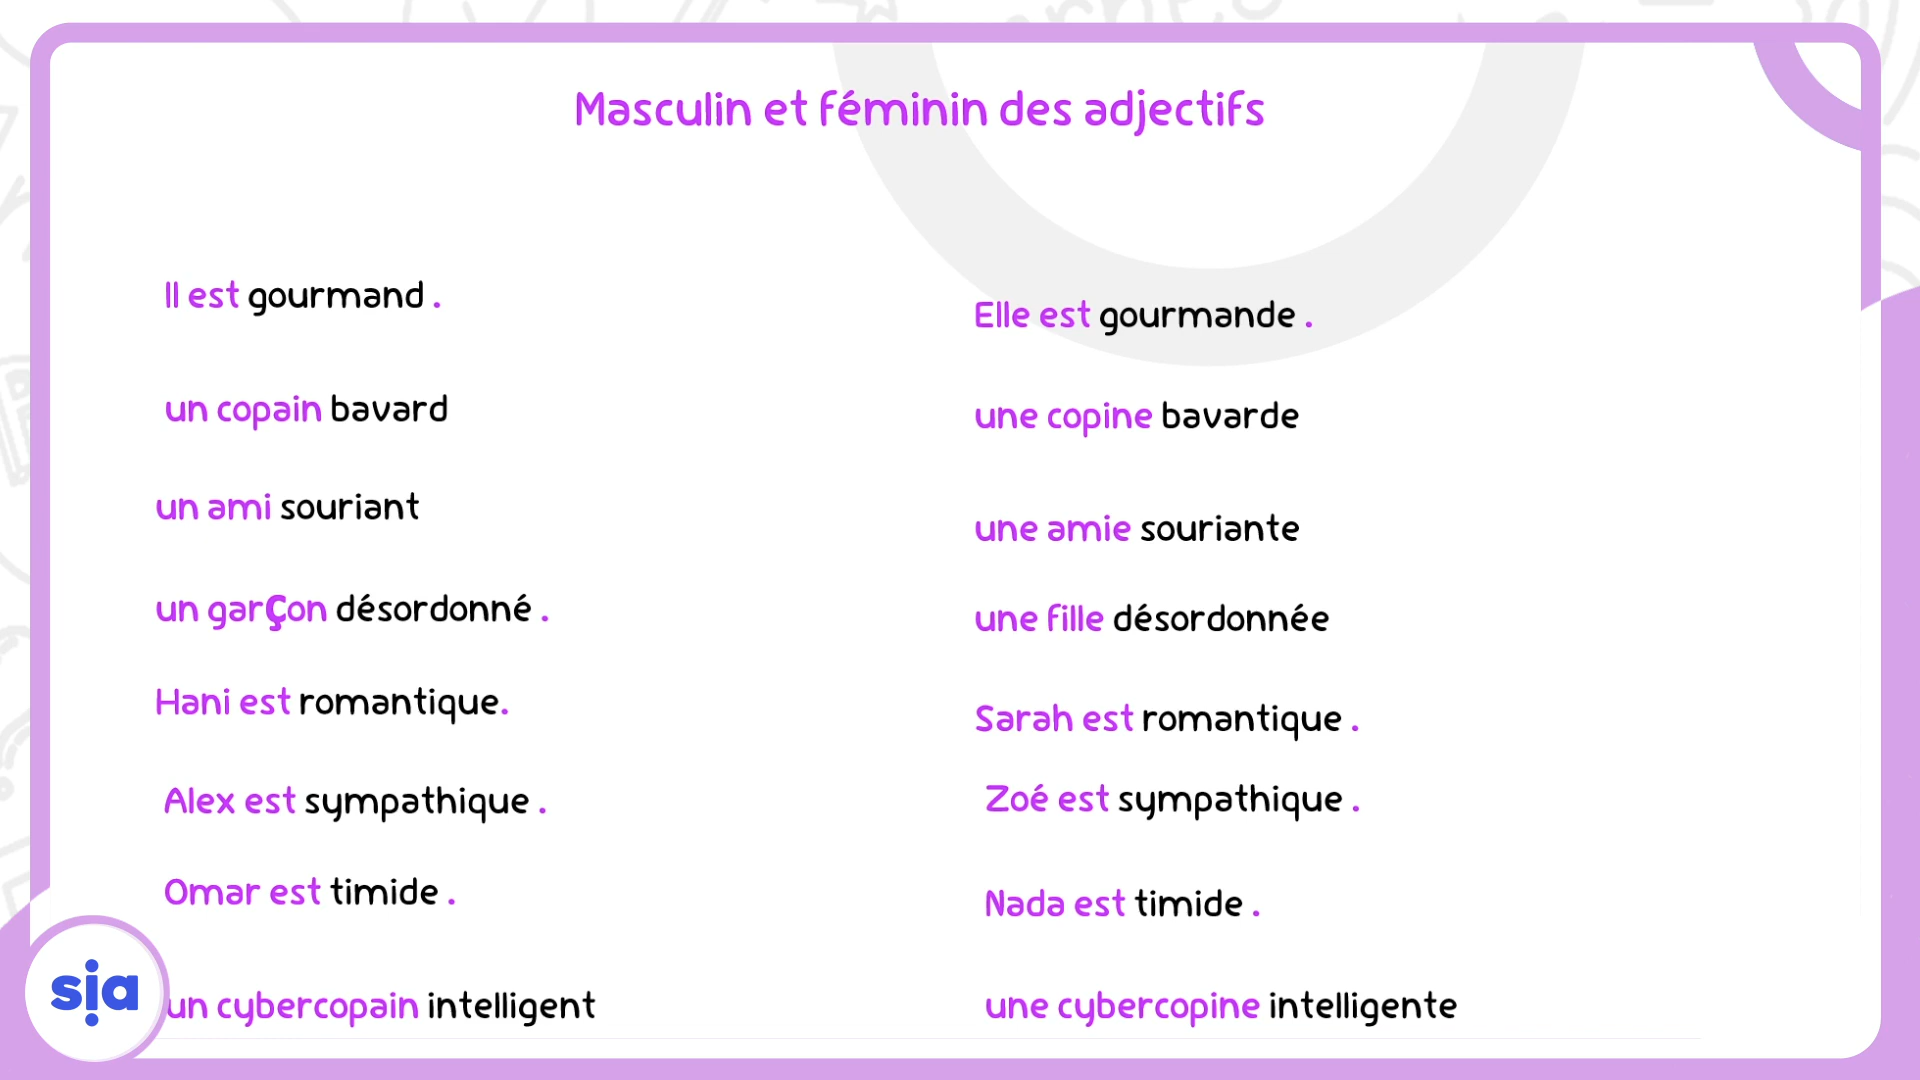 Masculin et féminin des adjectifs
Il est gourmand .
Elle est gourmande .
un copain bavard
une copine bavarde
un ami souriant
une amie souriante
un garçon désordonné .
une fille désordonnée
Hani est romantique.
Sarah est romantique .
Alex est sympathique .
Zoé est sympathique .
Omar est timide .
Nada est timide .
un cybercopain intelligent
une cybercopine intelligente
sia